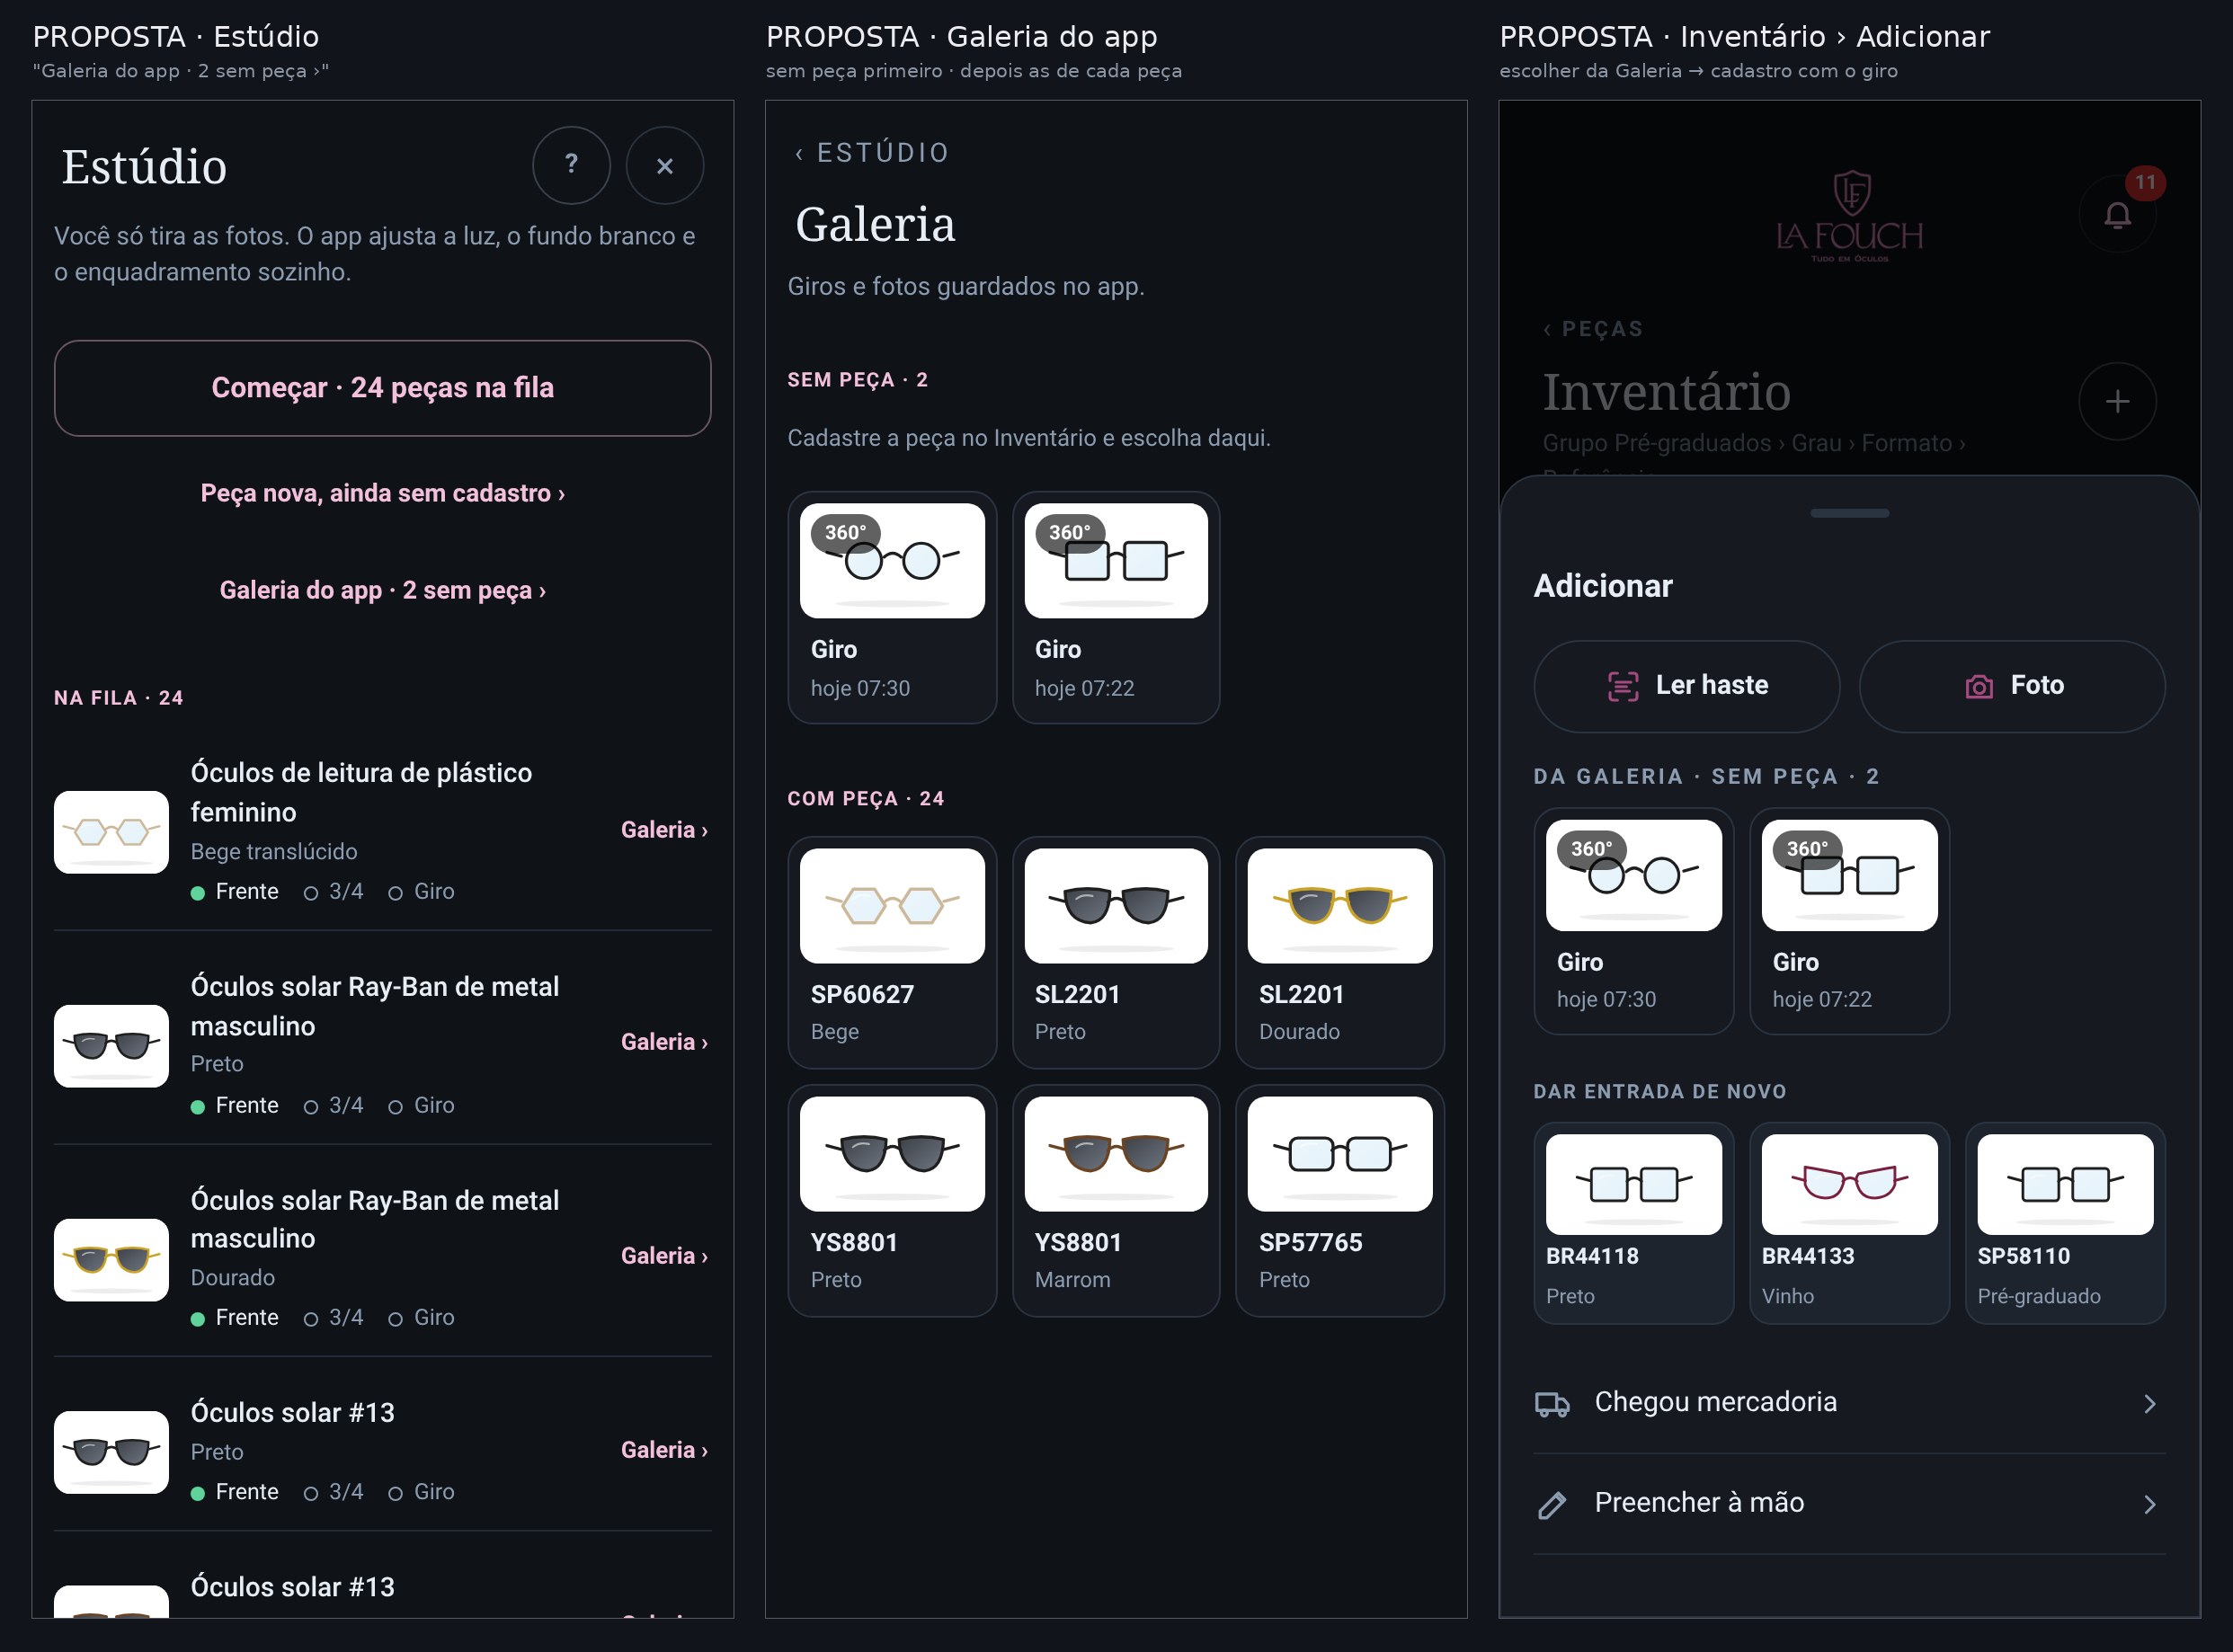 PROPOSTA · Estúdio
"Galeria do app · 2 sem peça ›"
Estúdio
?
×
Você só tira as fotos. O app ajusta a luz, o fundo branco e
o enquadramento sozinho.
Começar · 24 peças na fila
Peça nova, ainda sem cadastro ›
Galeria do app · 2 sem peça ›
NA FILA · 24
Óculos de leitura de plástico
feminino
Bege translúcido
Frente 3/4 Giro
Galeria ›
Óculos solar Ray-Ban de metal
masculino
Preto
Frente 3/4 Giro
Galeria ›
Óculos solar Ray-Ban de metal
masculino
Dourado
Frente 3/4 Giro
Galeria ›
Óculos solar #13
Preto
Frente 3/4 Giro
Galeria ›
Óculos solar #13
PROPOSTA · Galeria do app
sem peça primeiro · depois as de cada peça
‹ ESTÚDIO
Galeria
Giros e fotos guardados no app.
SEM PEÇA · 2
Cadastre a peça no Inventário e escolha daqui.
360° 360°
Giro Giro
hoje 07:30 hoje 07:22
COM PEÇA · 24
SP60627 SL2201 SL2201
Bege Preto Dourado
YS8801 YS8801 SP57765
Preto Marrom Preto
PROPOSTA · Inventário › Adicionar
escolher da Galeria → cadastro com o giro
11
LF
LA FOUCH
TUDO EM ÓCULOS
‹ PEÇAS
Inventário
+
Grupo Pré-graduados › Grau › Formato ›
Adicionar
Ler haste Foto
DA GALERIA · SEM PEÇA · 2
360° 360°
Giro Giro
hoje 07:30 hoje 07:22
DAR ENTRADA DE NOVO
BR44118 BR44133 SP58110
Preto Vinho Pré-graduado
Chegou mercadoria
Preencher à mão